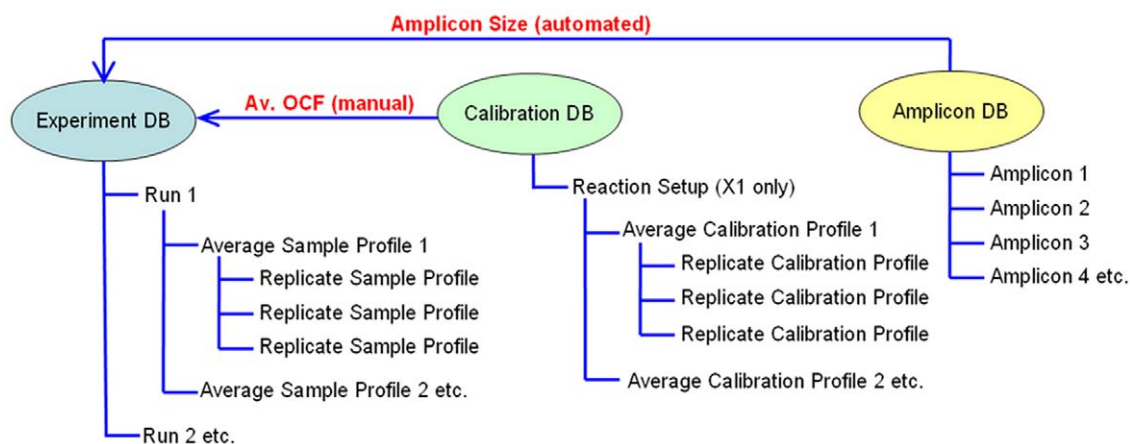 Amplicon Size (automated)
Experiment DB
Av. OCF (manual)
Calibration DB
Amplicon DB
Run 1
Average Sample Profile 1
Replicate Sample Profile
Replicate Sample Profile
Replicate Sample Profile
Average Sample Profile 2 etc.
Run 2 etc.
Reaction Setup (X1 only)
Average Calibration Profile 1
Replicate Calibration Profile
Replicate Calibration Profile
Replicate Calibration Profile
Average Calibration Profile 2 etc.
Amplicon 1
Amplicon 2
Amplicon 3
Amplicon 4 etc.